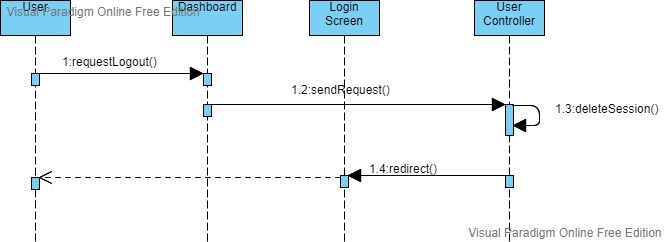 Visual Paradigm Online Free Edition
User
Dashboard
Login
Screen
User
Controller
1:requestLogout()
1.2:sendRequest()
1.3:deleteSession()
1.4:redirect()
Visual Paradigm Online Free Edition